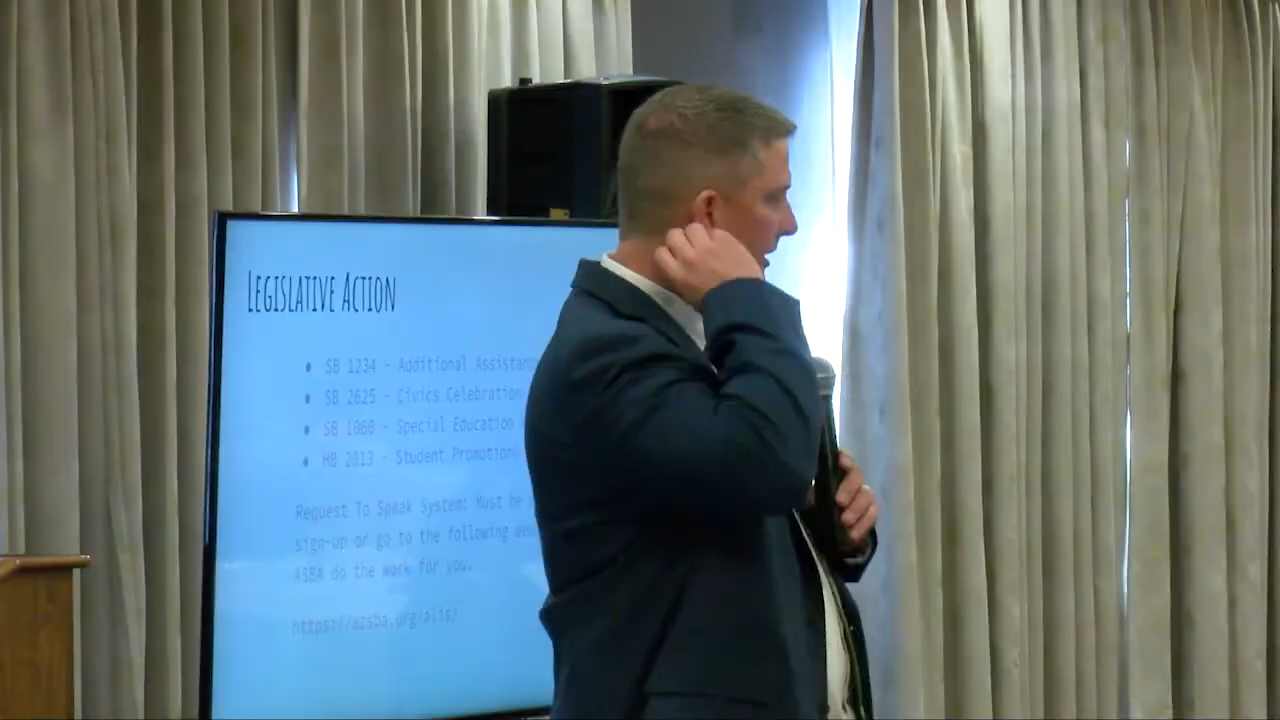 Legislative Action
• SB 1234 - Additional Assistanc
• SB 2625 - Civics Celebration
• SB 1060 - Special Education
• HB 2013 - Student Promotion
Request To Speak System: Must be
sign-up or go to the following
ASBA do the work for you.
https://azsba.org/alis/